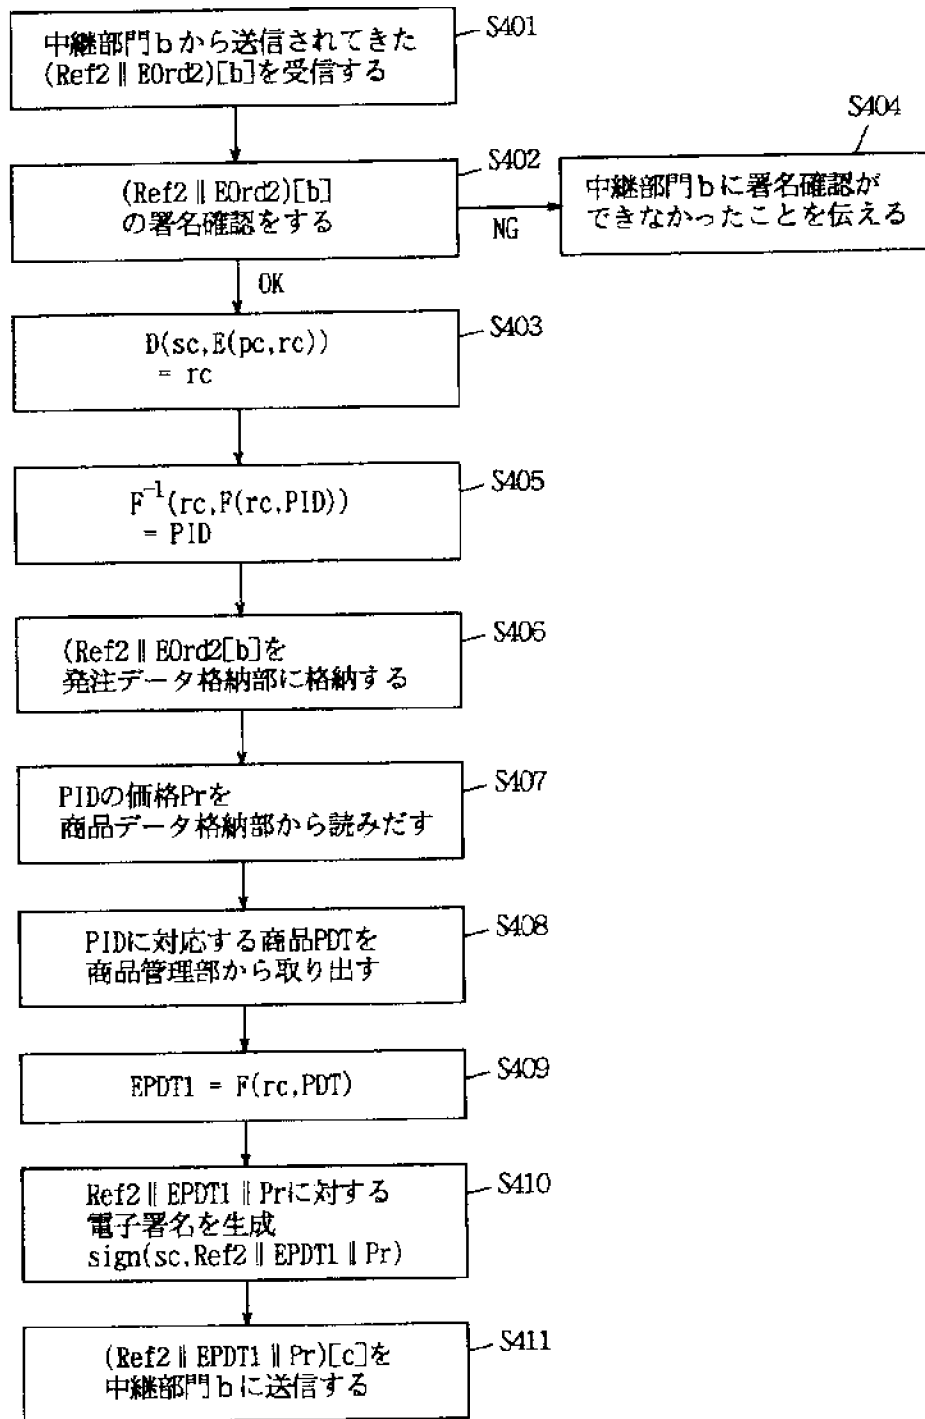 中継部門bから送信されてきた
(Ref2‖EOrd2)[b]を受信する
S401
(Ref2‖EOrd2)[b]
の署名確認をする
S402
NG
OK
中継部門bに署名確認が
できなかったことを伝える
S404
D(sc,E(pc,rc))
= rc
S403
F⁻¹(rc,F(rc,PID))
= PID
S405
(Ref2‖EOrd2[b]を
発注データ格納部に格納する
S406
PIDの価格Prを
商品データ格納部から読みだす
S407
PIDに対応する商品PDTを
商品管理部から取り出す
S408
EPDT1 = F(rc,PDT)
S409
Ref2‖EPDT1‖Prに対する
電子署名を生成
sign(sc,Ref2‖EPDT1‖Pr)
S410
(Ref2‖EPDT1‖Pr)[c]を
中継部門bに送信する
S411